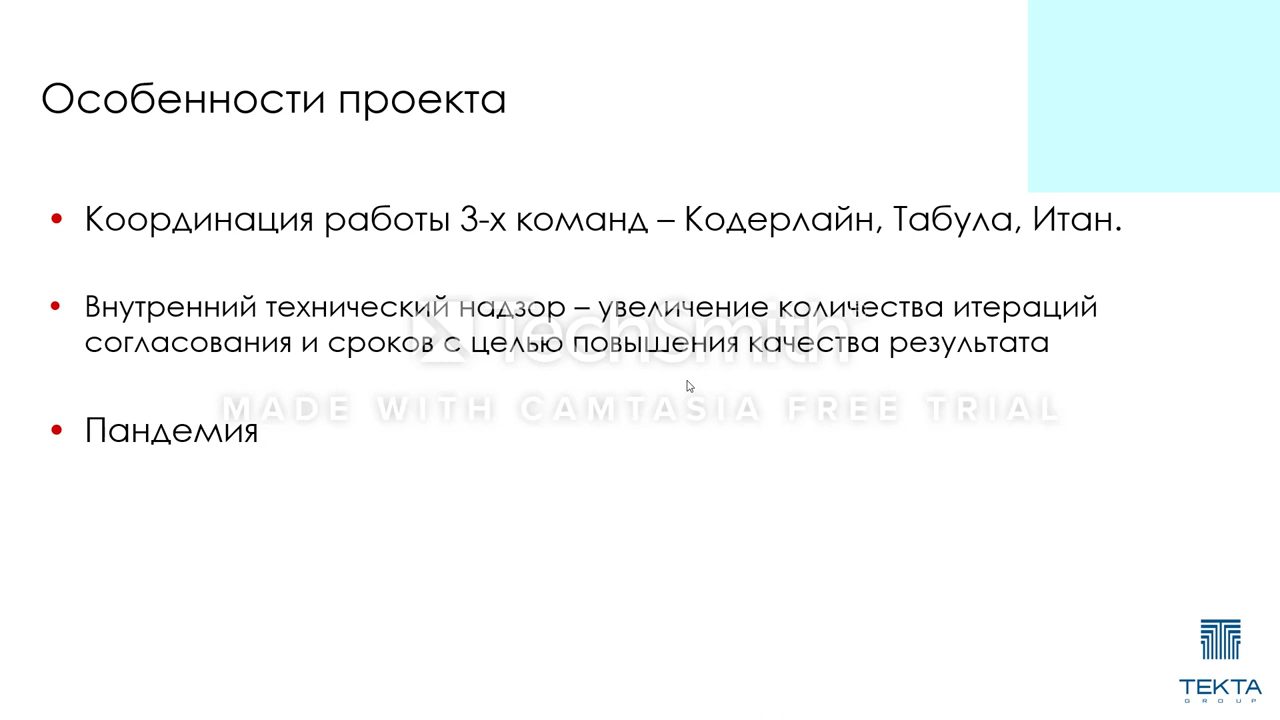 Особенности проекта
• Координация работы 3-х команд – Кодерлайн, Табула, Итан.
• Внутренний технический надзор – увеличение количества итераций
согласования и сроков с целью повышения качества результата
TechSmith
MADE WITH CAMTASIA FREE TRIAL
• Пандемия
ТЕКТА
GROUP